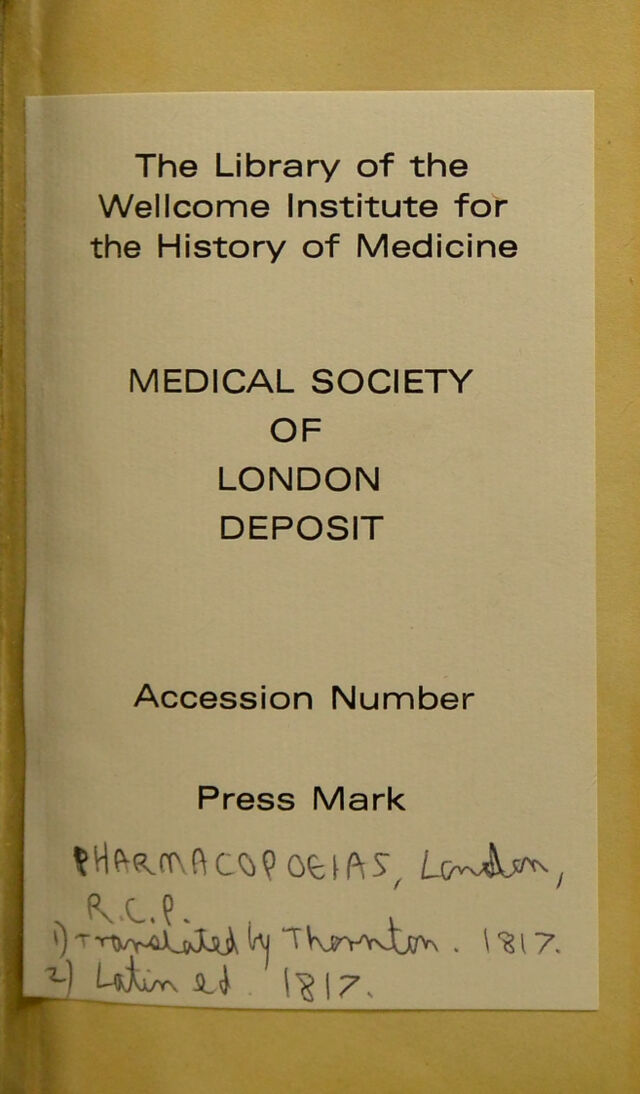 The Library of the
Wellcome Institute for
the History of Medicine
MEDICAL SOCIETY
OF
LONDON
DEPOSIT
Accession Number
Press Mark
PHARMACOPOEIAS, London,
R.C.P.
1) Translated by Thornton. 1817.
2) Latin ed. 1817.